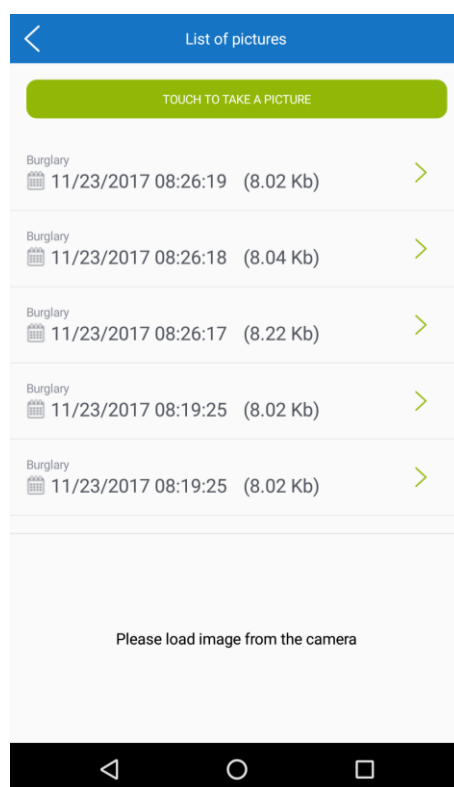 List of pictures
TOUCH TO TAKE A PICTURE
Burglary
11/23/2017 08:26:19 (8.02 Kb)
Burglary
11/23/2017 08:26:18 (8.04 Kb)
Burglary
11/23/2017 08:26:17 (8.22 Kb)
Burglary
11/23/2017 08:19:25 (8.02 Kb)
Burglary
11/23/2017 08:19:25 (8.02 Kb)
Please load image from the camera